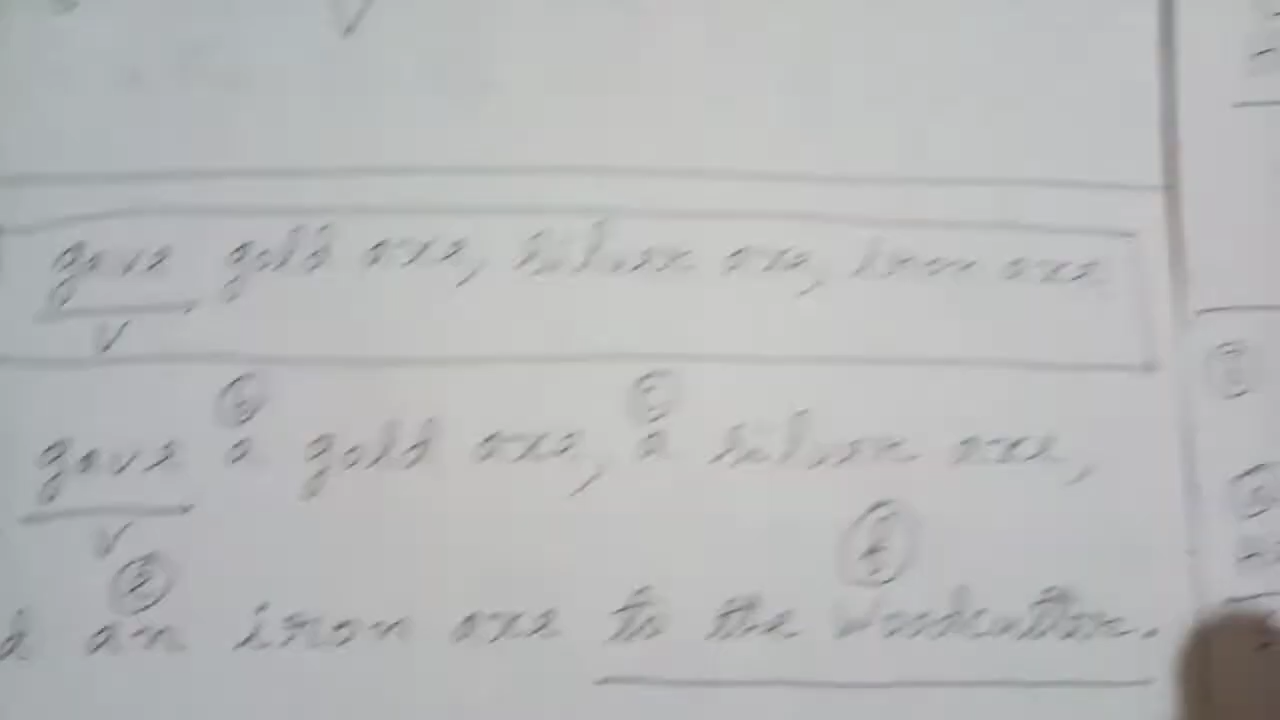 gave gold axe, silver axe, iron axe
V
gave a gold axe, a silver axe,
V
an iron axe to the woodcutter.